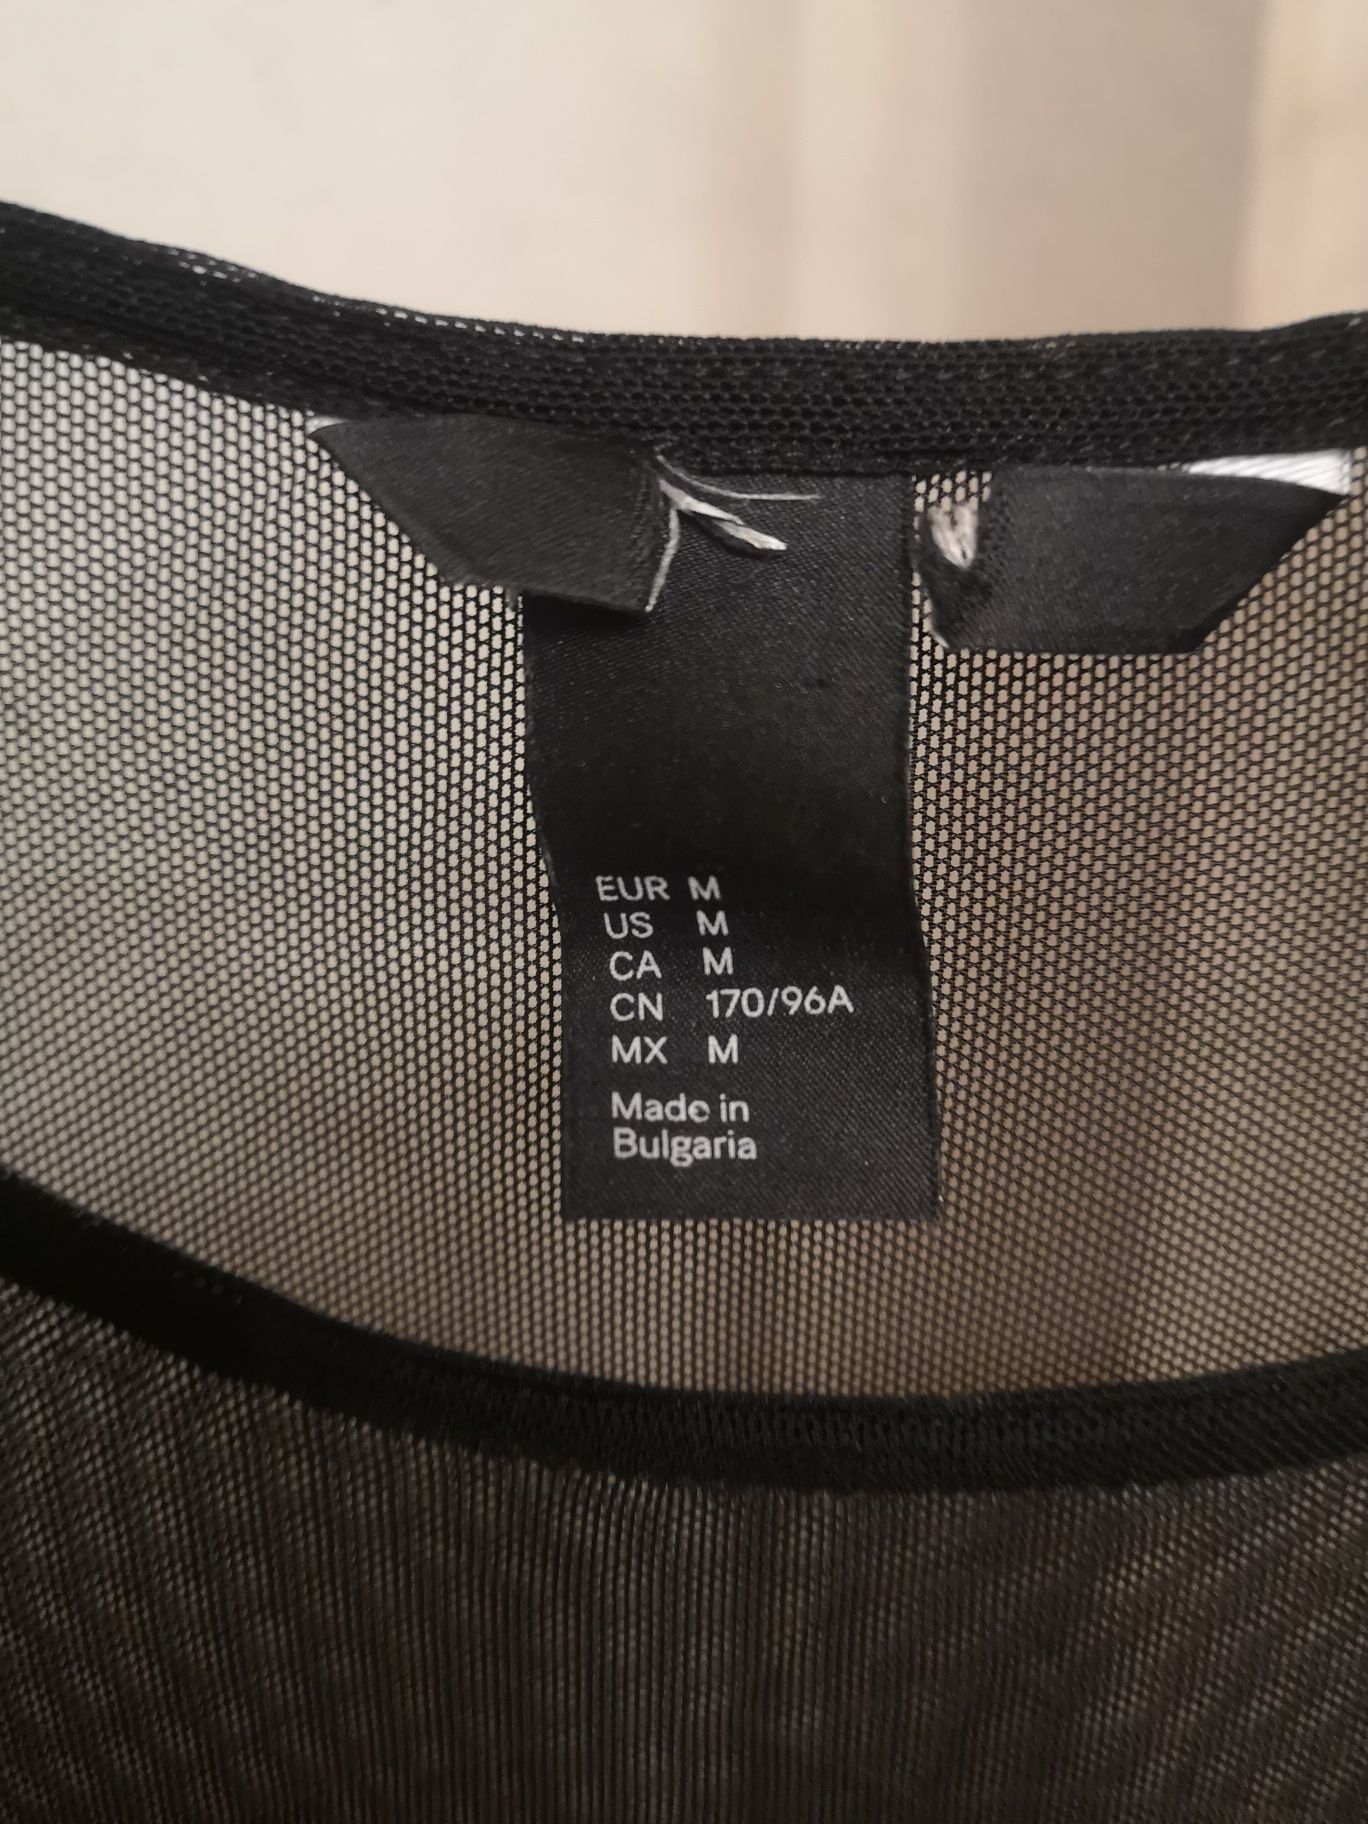 EUR M
US M
CA M
CN 170/96A
MX M
Made in
Bulgaria